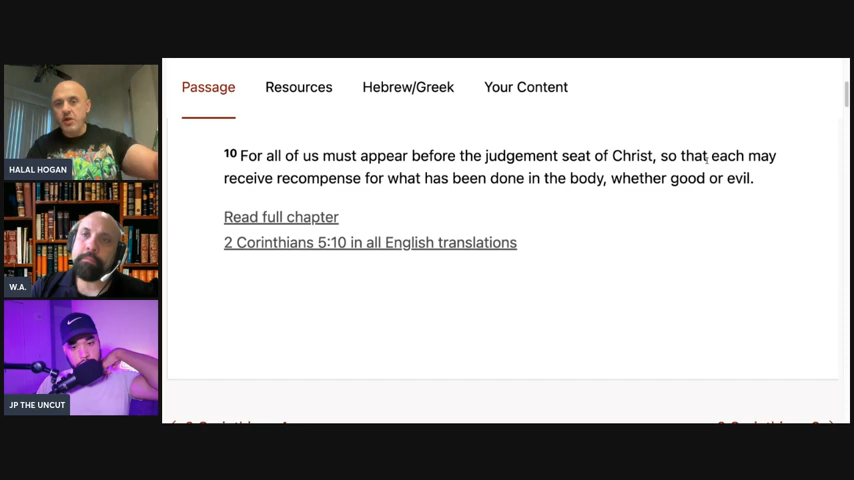 Passage
Resources
Hebrew/Greek
Your Content
HALAL HOGAN
10 For all of us must appear before the judgement seat of Christ, so that each may
receive recompense for what has been done in the body, whether good or evil.
Read full chapter
2 Corinthians 5:10 in all English translations
W.A.
JP THE UNCUT